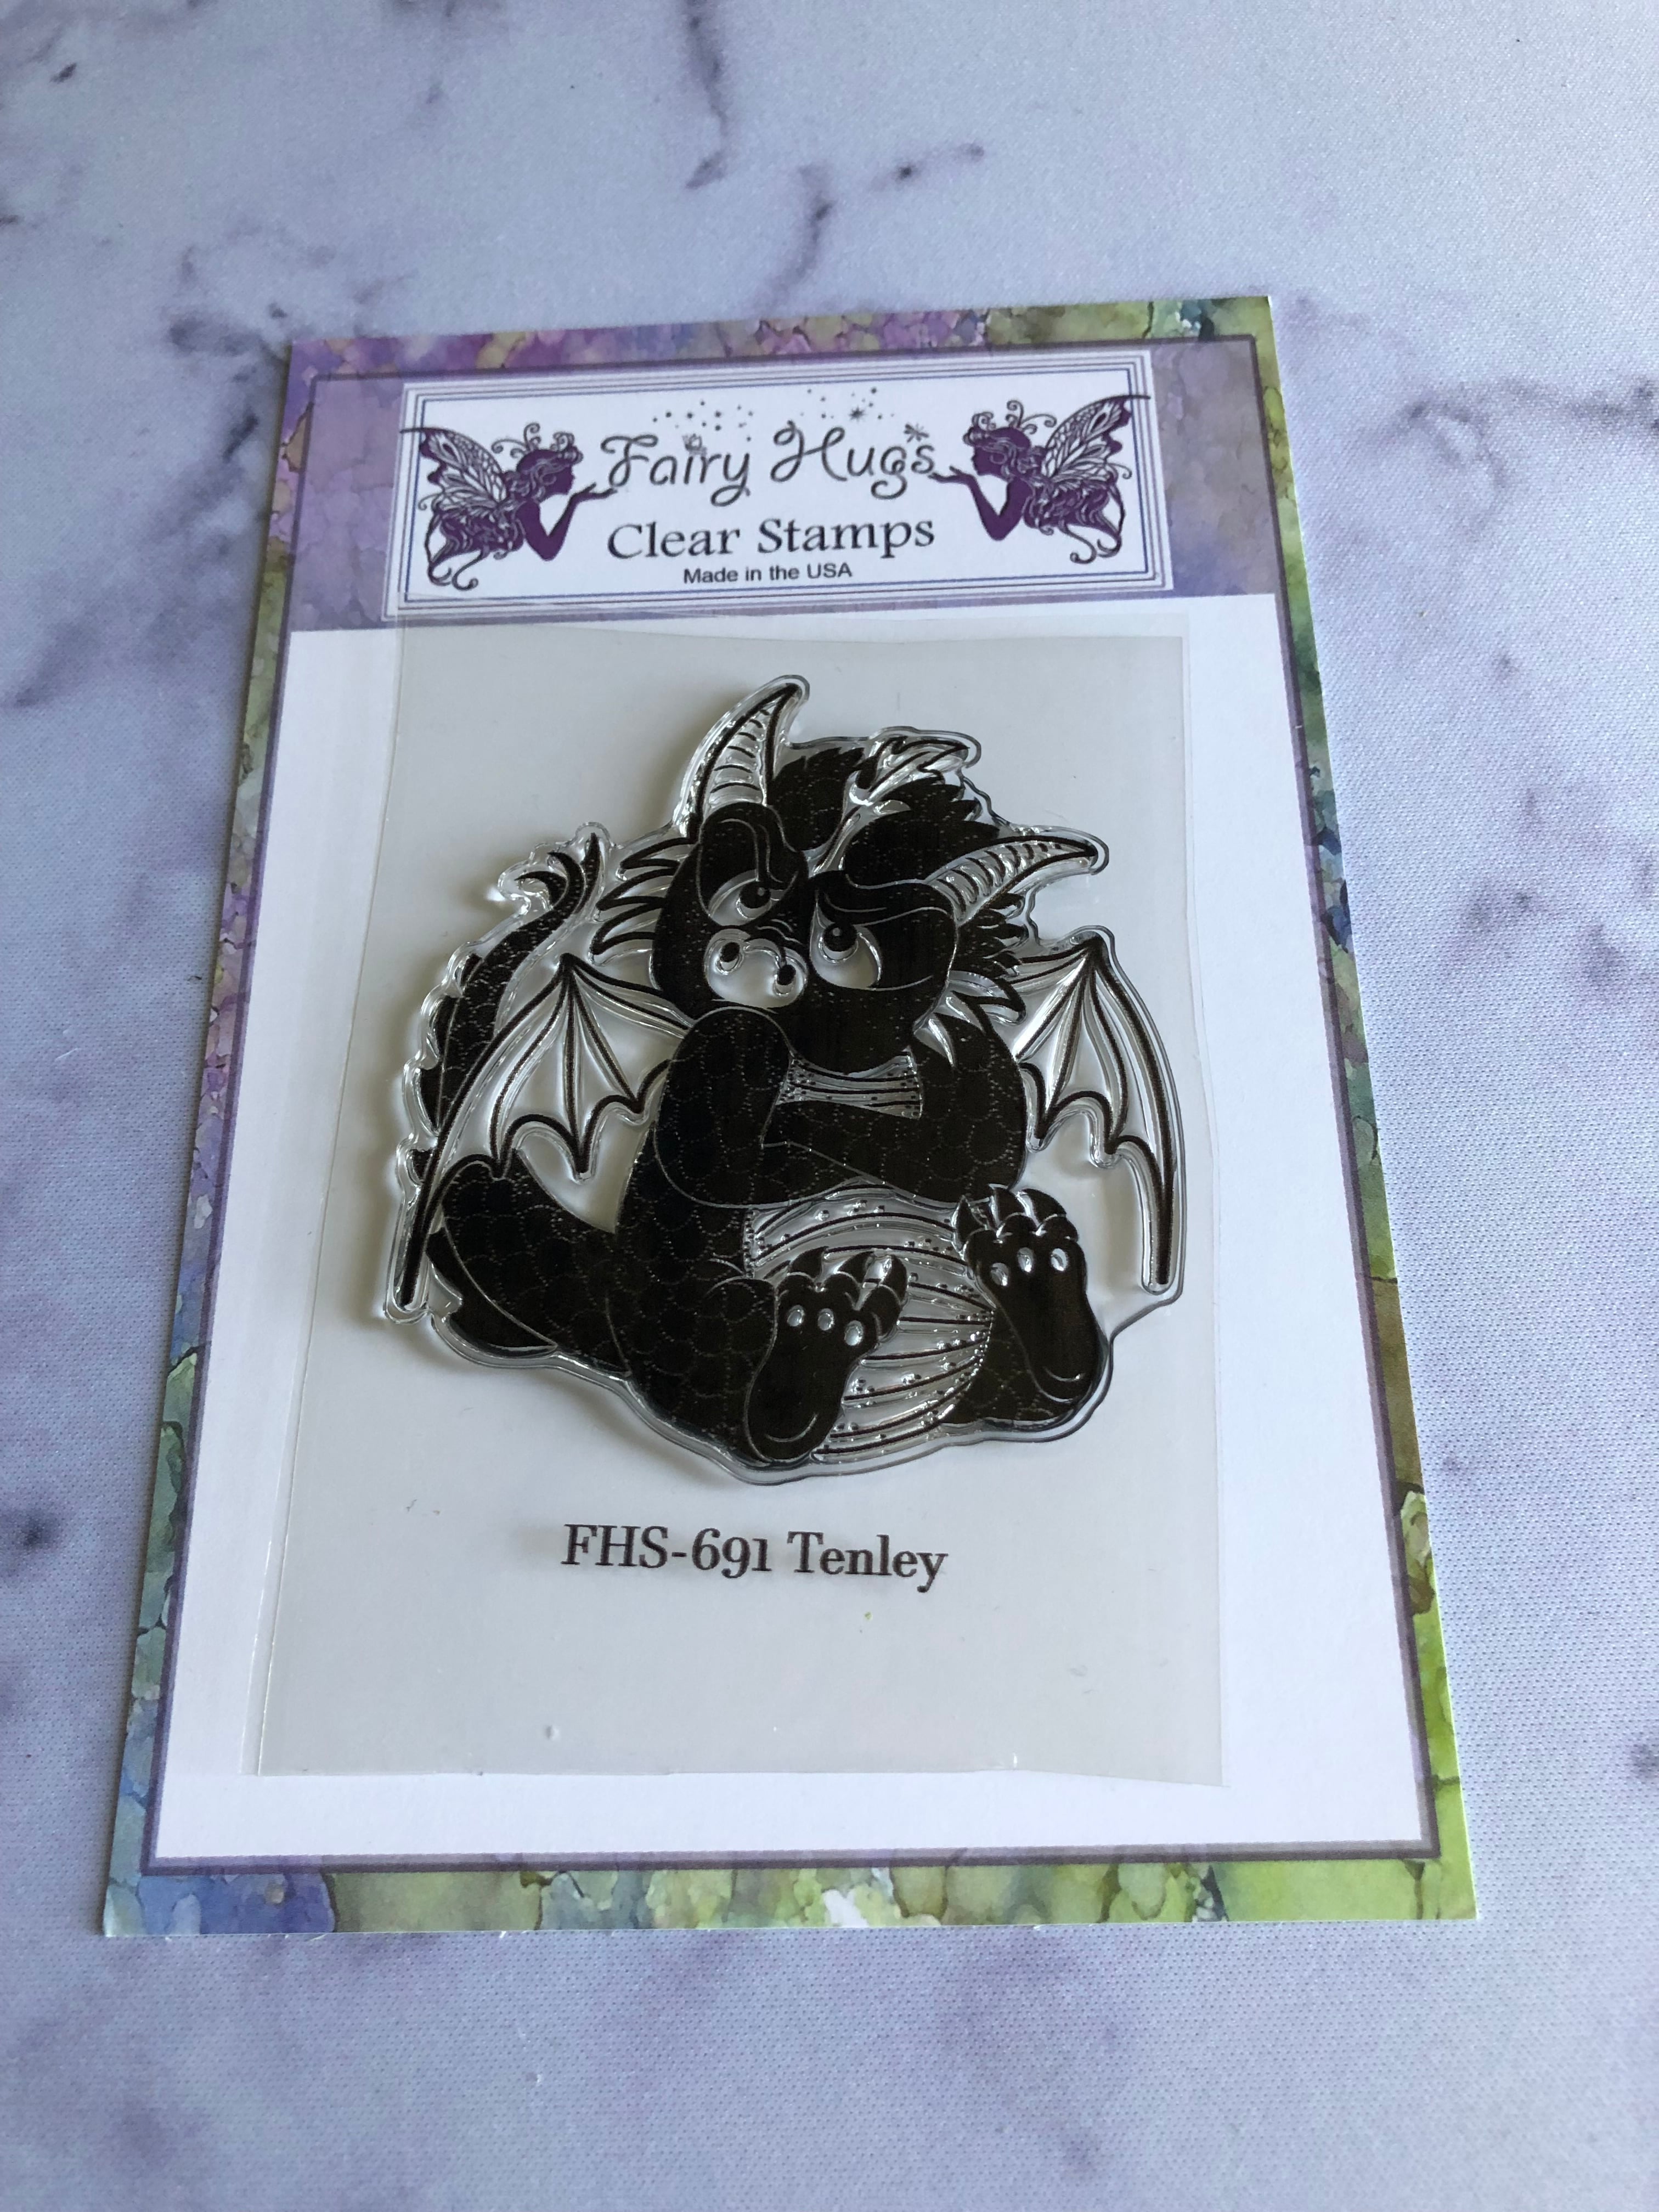 Fairy Hugs
Clear Stamps
Made in the USA
FHS-691 Tenley